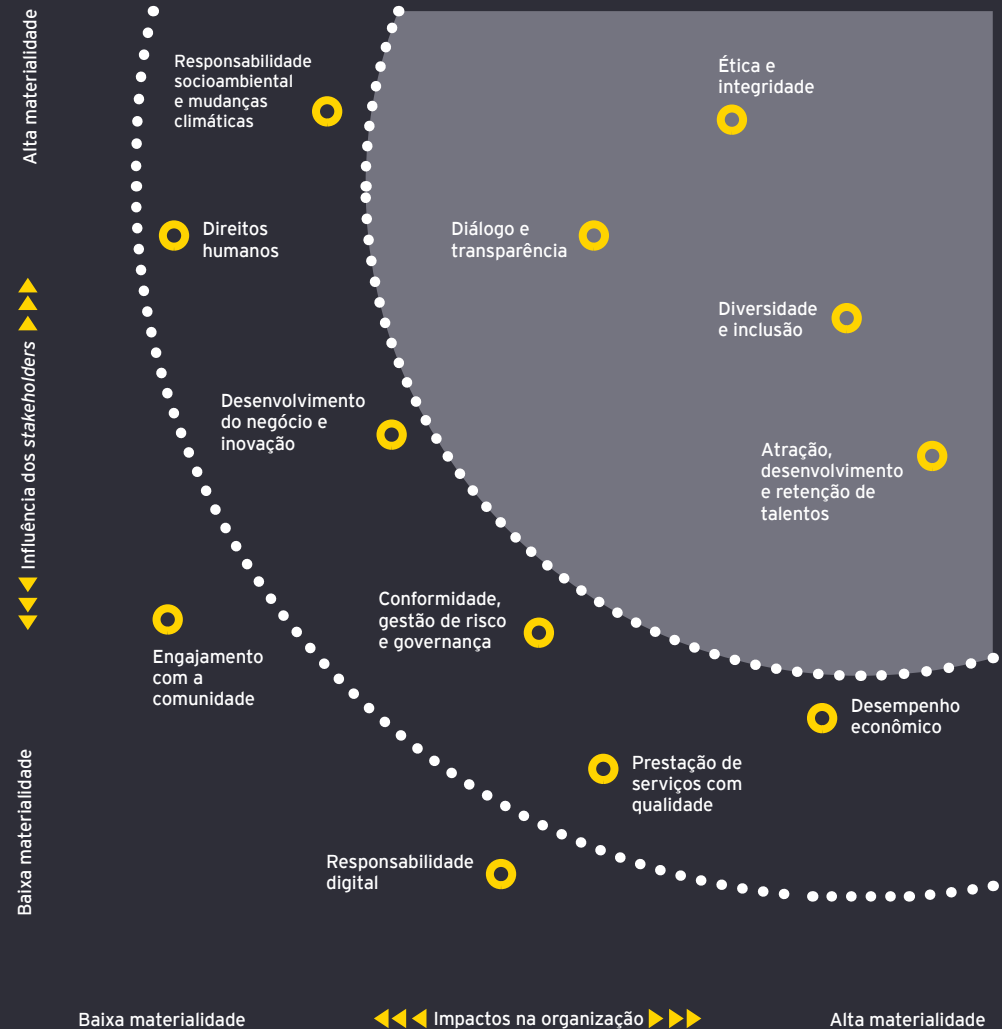 Alta materialidade
Responsabilidade
socioambiental
e mudanças
climáticas
Ética e
integridade
Direitos
humanos
Diálogo e
transparência
Diversidade
e inclusão
Influência dos stakeholders
Desenvolvimento
do negócio e
inovação
Atração,
desenvolvimento
e retenção de
talentos
Conformidade,
gestão de risco
e governança
Engajamento
com a
comunidade
Desempenho
econômico
Prestação de
serviços com
qualidade
Baixa materialidade
Responsabilidade
digital
Baixa materialidade
Impactos na organização
Alta materialidade